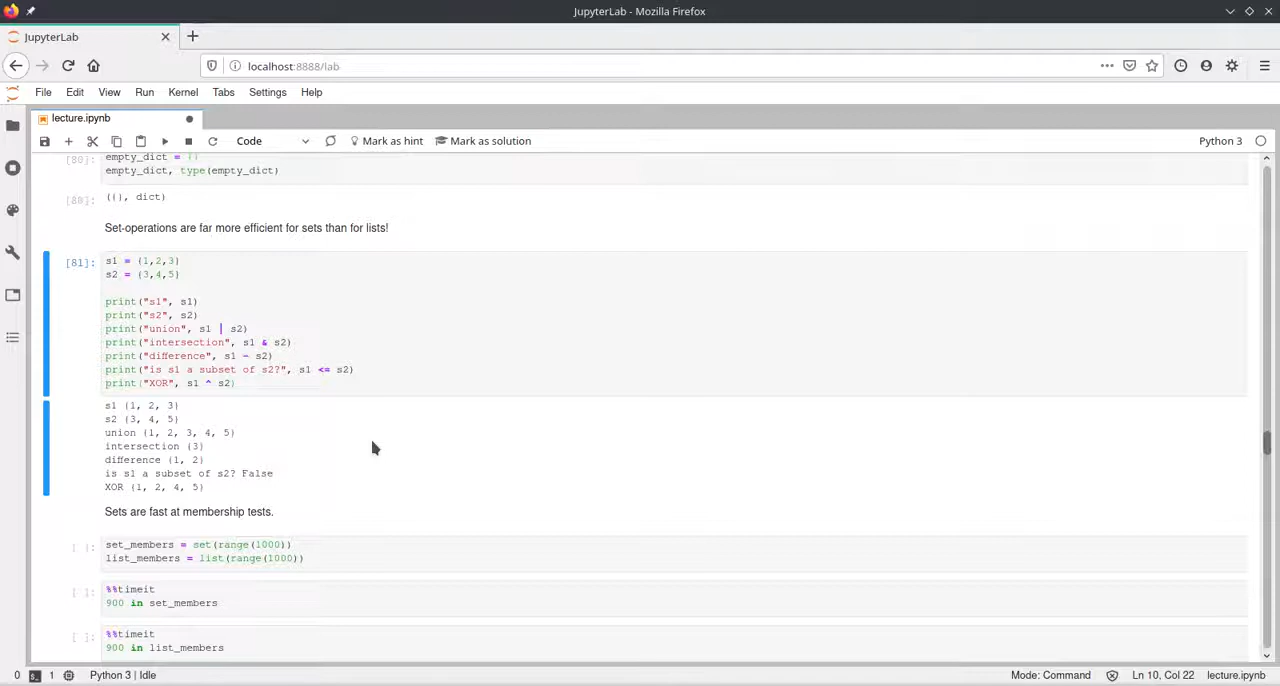 JupyterLab - Mozilla Firefox
JupyterLab
localhost:8888/lab
File Edit View Run Kernel Tabs Settings Help
lecture.ipynb
Code Mark as hint Mark as solution Python 3
[80]: empty_dict = {}
empty_dict, type(empty_dict)
[80]: ({}, dict)
Set-operations are far more efficient for sets than for lists!
[81]: s1 = {1,2,3}
s2 = {3,4,5}
print("s1", s1)
print("s2", s2)
print("union", s1 | s2)
print("intersection", s1 & s2)
print("difference", s1 - s2)
print("is s1 a subset of s2?", s1 <= s2)
print("XOR", s1 ^ s2)
s1 {1, 2, 3}
s2 {3, 4, 5}
union {1, 2, 3, 4, 5}
intersection {3}
difference {1, 2}
is s1 a subset of s2? False
XOR {1, 2, 4, 5}
Sets are fast at membership tests.
[ ]: set_members = set(range(1000))
list_members = list(range(1000))
[ ]: %%timeit
900 in set_members
[ ]: %%timeit
900 in list_members
0 1 Python 3 | Idle Mode: Command Ln 10, Col 22 lecture.ipynb